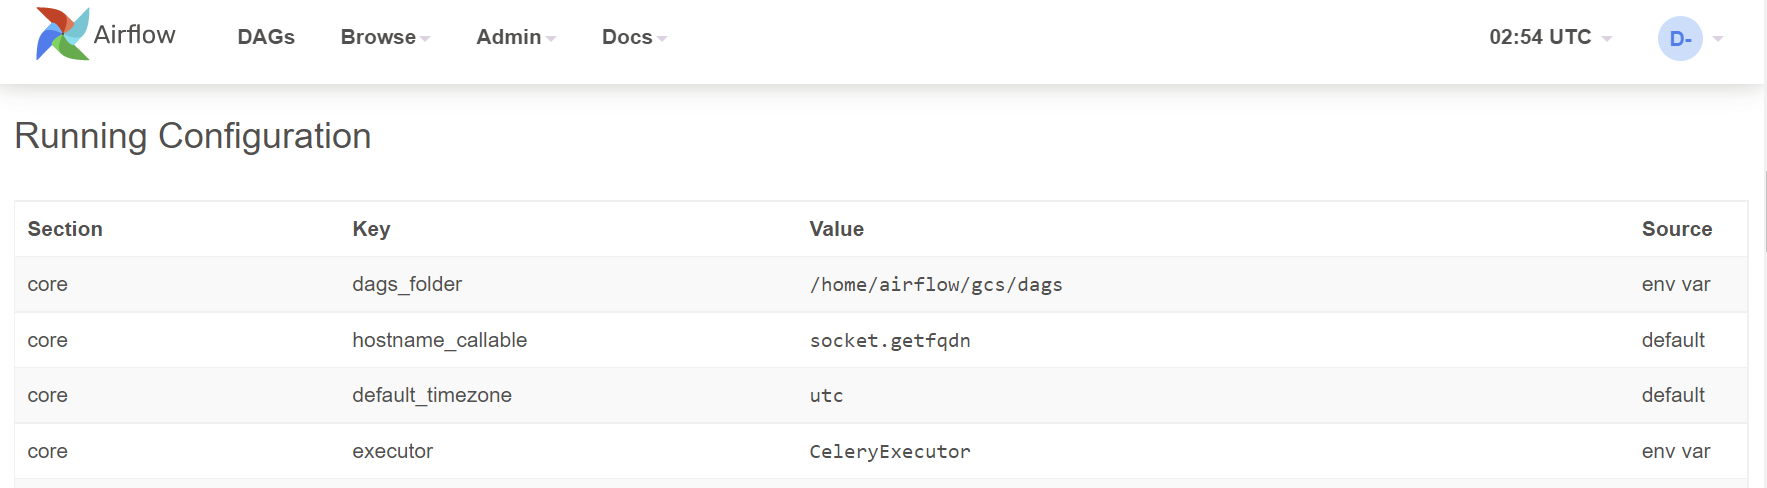 Airflow DAGs Browse Admin Docs 02:54 UTC D-
Running Configuration
Section Key Value Source
core dags_folder /home/airflow/gcs/dags env var
core hostname_callable socket.getfqdn default
core default_timezone utc default
core executor CeleryExecutor env var